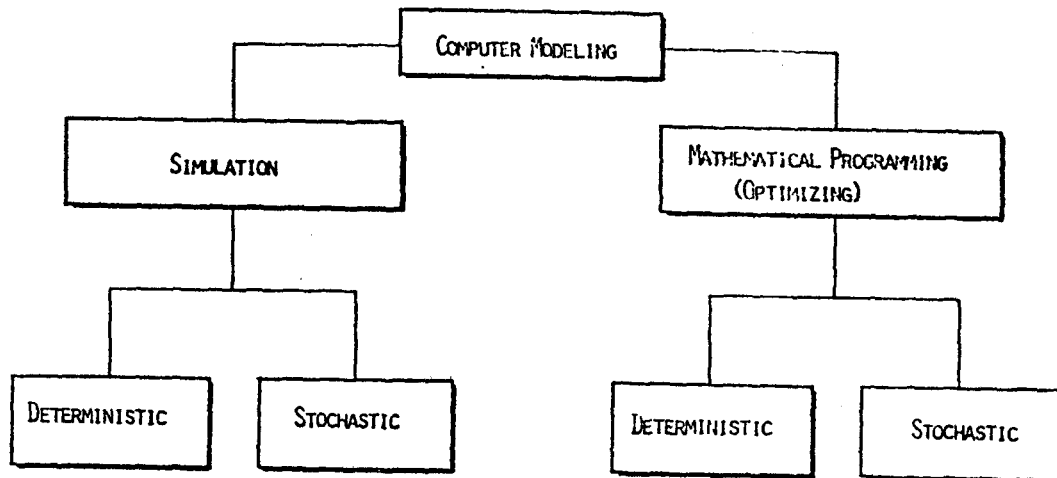 COMPUTER MODELING
SIMULATION
MATHEMATICAL PROGRAMMING
(OPTIMIZING)
DETERMINISTIC
STOCHASTIC
DETERMINISTIC
STOCHASTIC